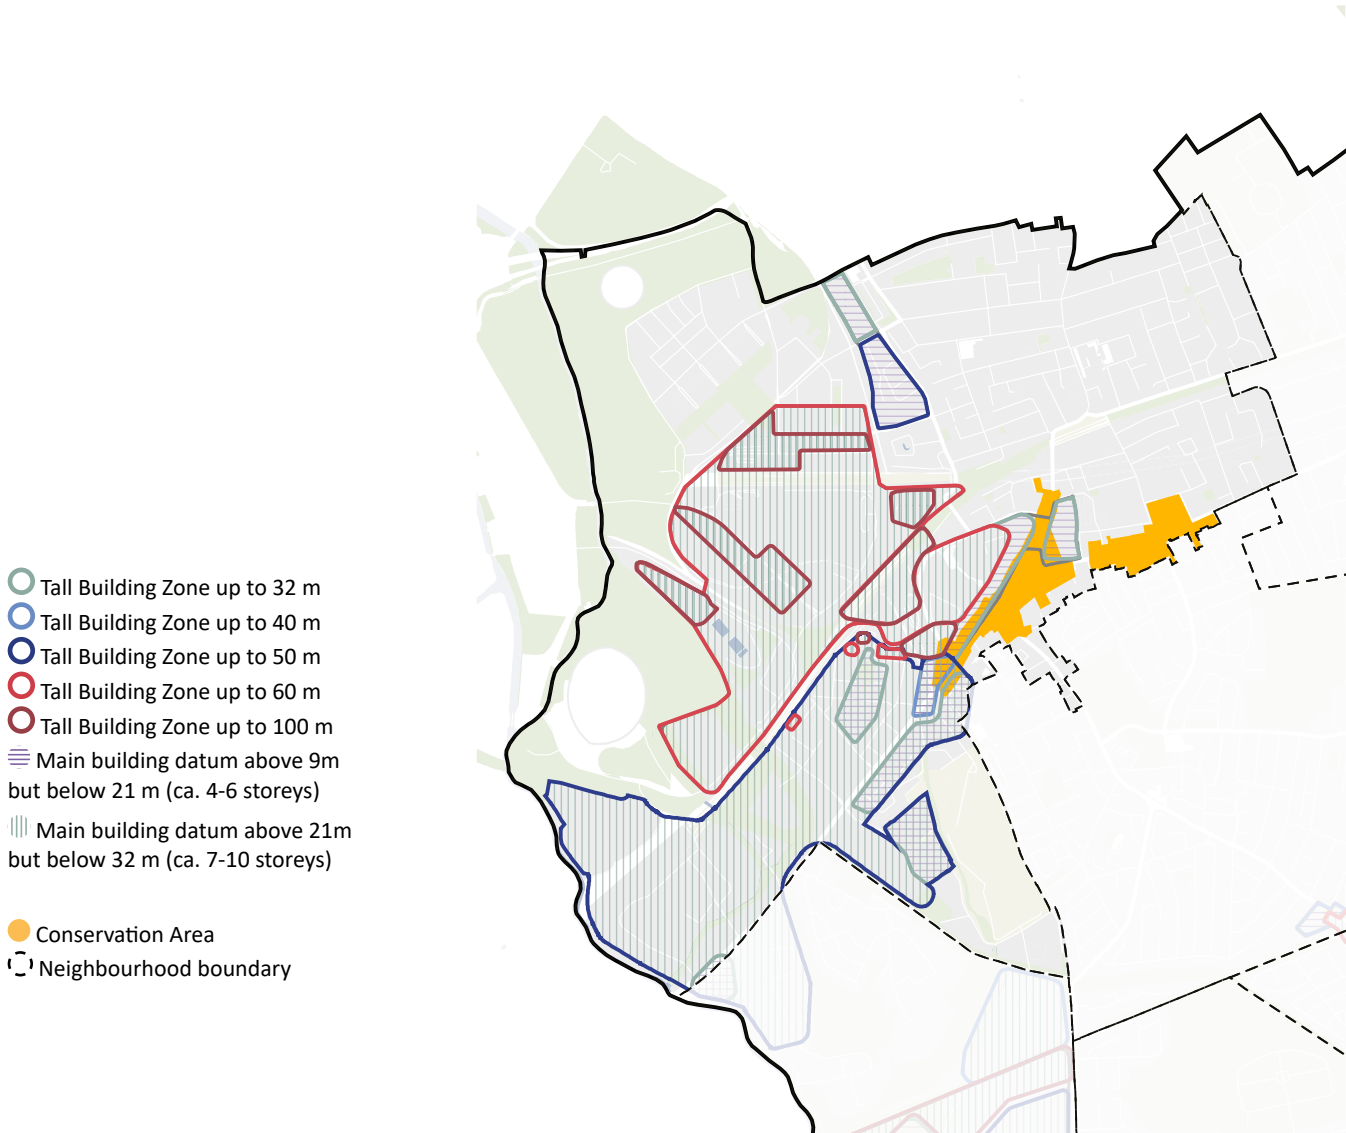 Tall Building Zone up to 32 m
Tall Building Zone up to 40 m
Tall Building Zone up to 50 m
Tall Building Zone up to 60 m
Tall Building Zone up to 100 m
Main building datum above 9m
but below 21 m (ca. 4-6 storeys)
Main building datum above 21m
but below 32 m (ca. 7-10 storeys)
Conservation Area
Neighbourhood boundary